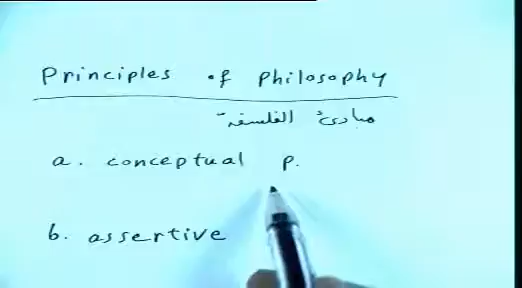 Principles of philosophy
مبادئ الفلسفة
a. conceptual p.
b. assertive